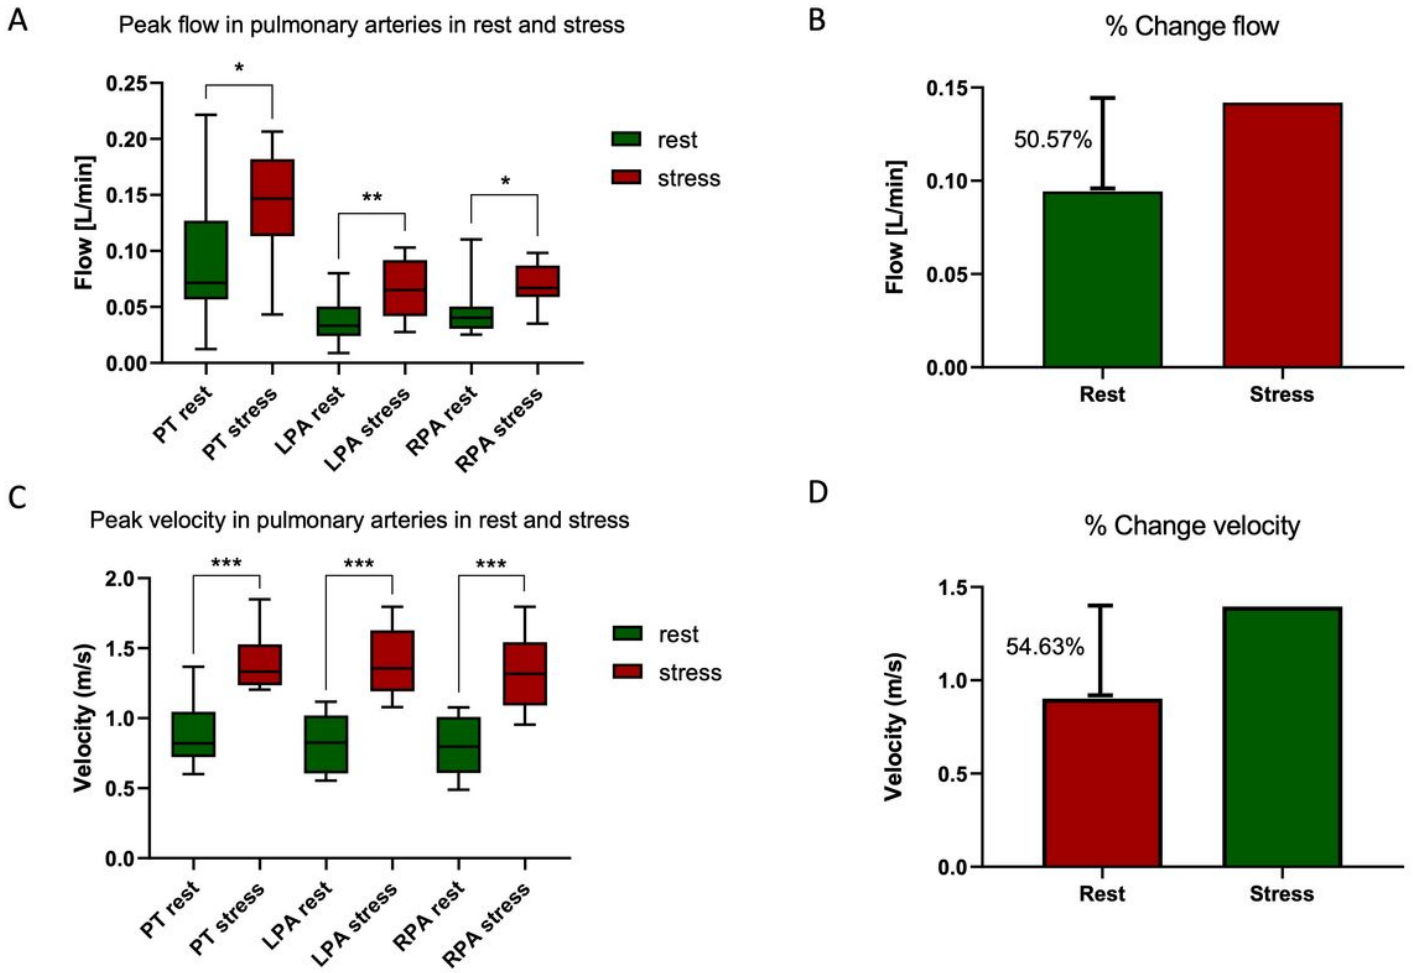 A
Peak flow in pulmonary arteries in rest and stress
*
**
*
0.25
0.20
0.15
0.10
0.05
0.00
Flow [L/min]
PT rest
PT stress
LPA rest
LPA stress
RPA rest
RPA stress
rest
stress
B
% Change flow
0.15
0.10
0.05
0.00
Flow [L/min]
50.57%
Rest
Stress
C
Peak velocity in pulmonary arteries in rest and stress
***
***
***
2.0
1.5
1.0
0.5
0.0
Velocity (m/s)
PT rest
PT stress
LPA rest
LPA stress
RPA rest
RPA stress
rest
stress
D
% Change velocity
1.5
1.0
0.5
0.0
Velocity (m/s)
54.63%
Rest
Stress